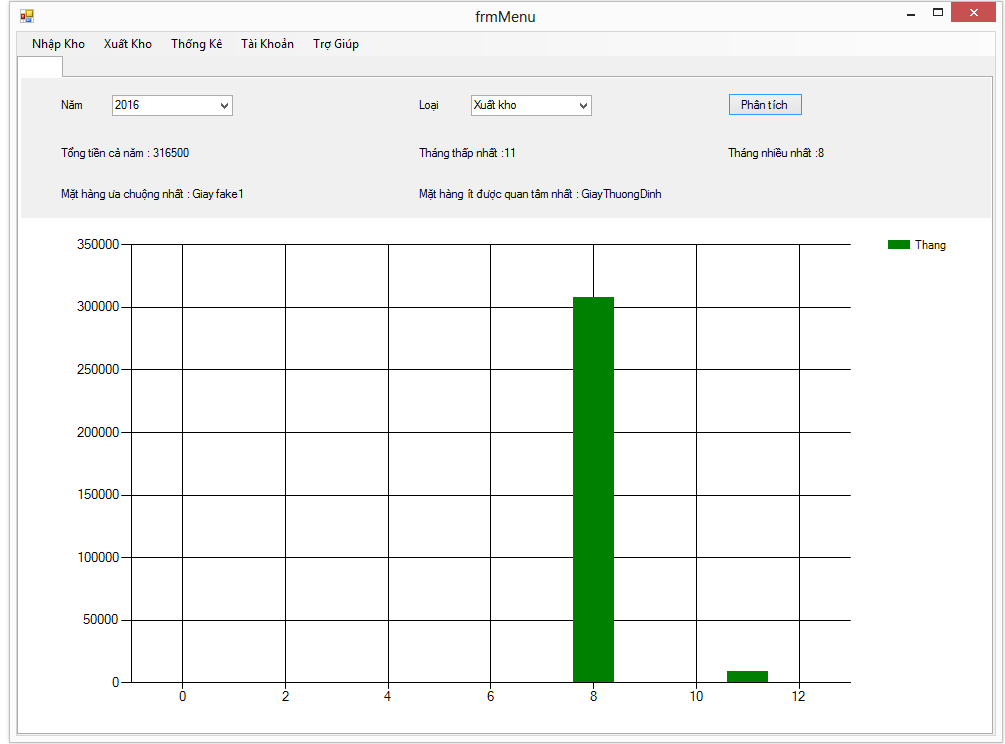 frmMenu
Nhập Kho Xuất Kho Thống Kê Tài Khoản Trợ Giúp
Năm 2016 Loại Xuất kho Phân tích
Tổng tiền cả năm : 316500 Tháng thấp nhất :11 Tháng nhiều nhất :8
Mặt hàng ưa chuộng nhất : Giay fake1 Mặt hàng ít được quan tâm nhất : GiayThuongDinh
350000
300000
250000
200000
150000
100000
50000
0
0 2 4 6 8 10 12
Thang